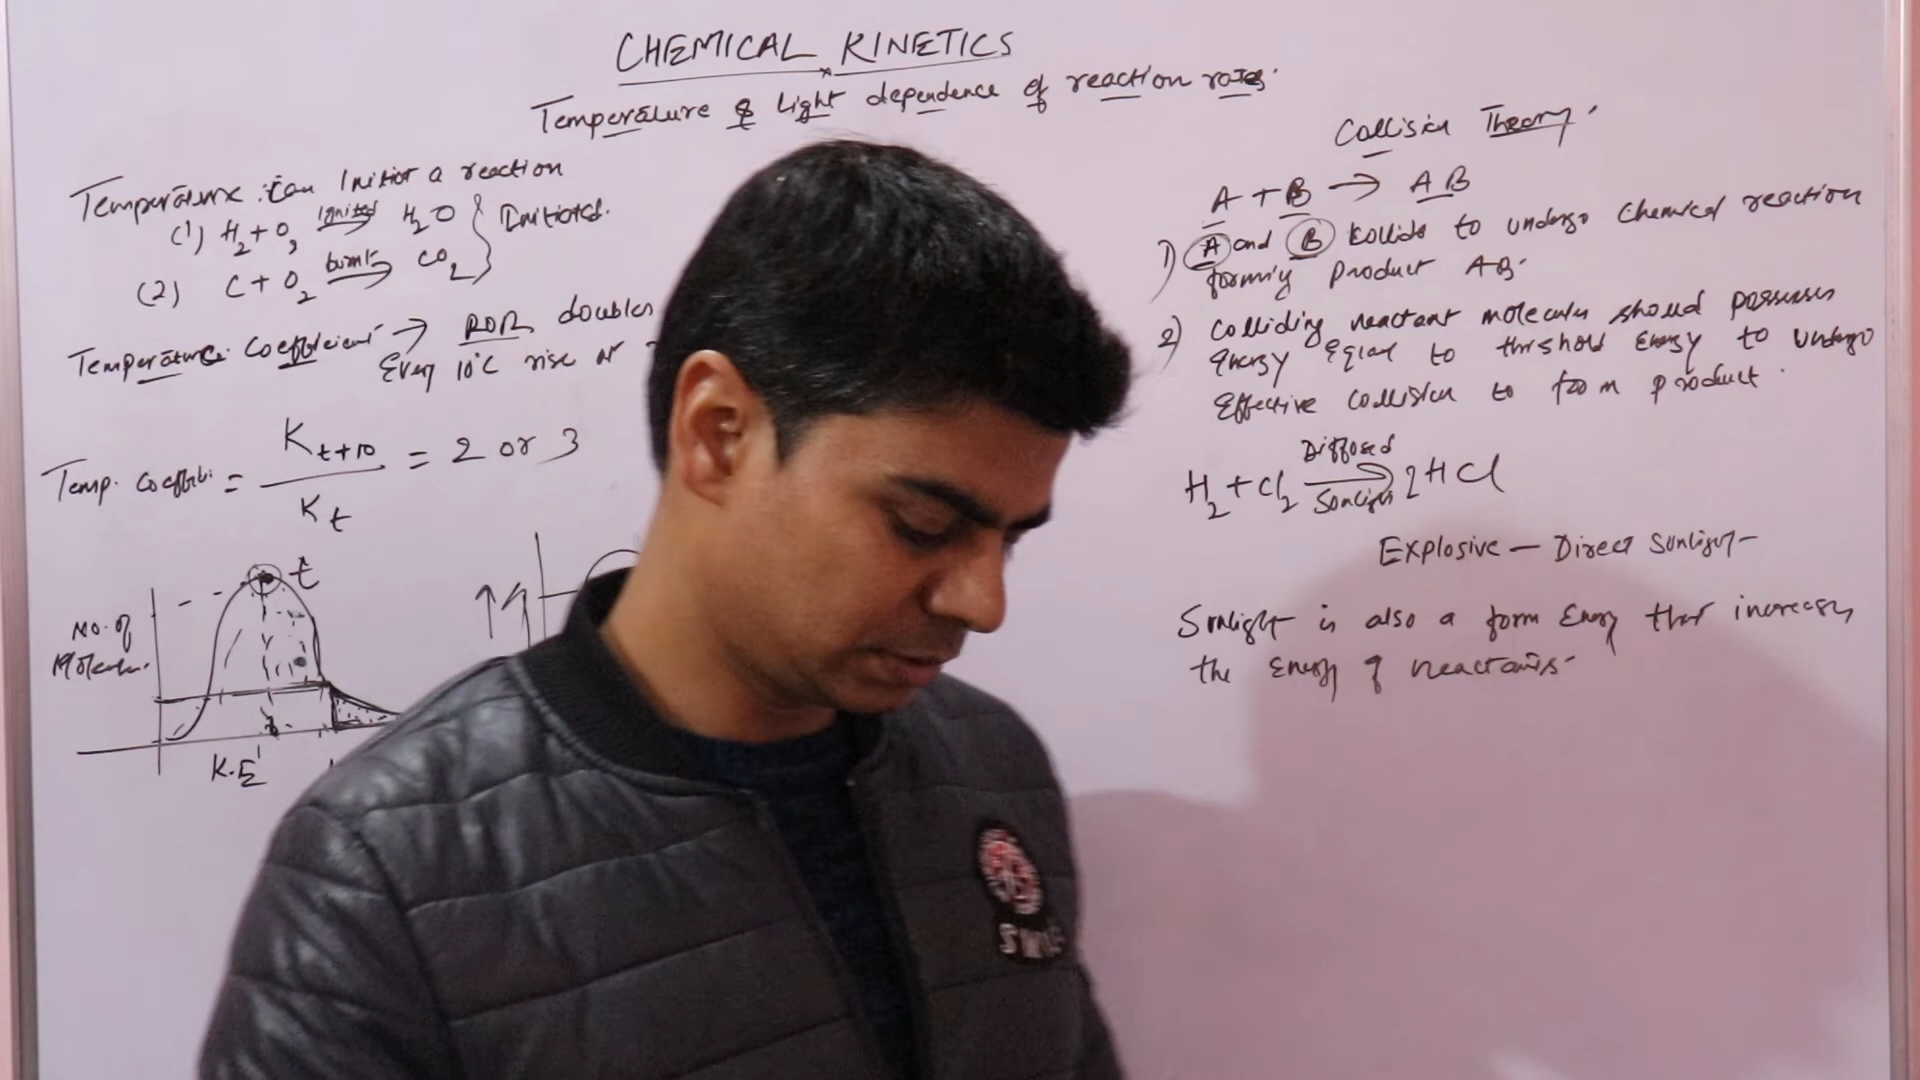 CHEMICAL KINETICS
Temperature & Light dependence of reaction rates.
Temperature can Initiat a reaction
(1) H2 + O2 ignited H2O } Initiated.
(2) C + O2 burnt CO2
Temperature Coefficient → ROR doubles
Every 10°C rise of
Temp. Coeffici. = Kt+10 / Kt = 2 or 3
t
No. of
Molecules.
K.E
Collision Theory.
A + B → AB
1) A and B collide to undergo chemical reaction
forming product AB.
2) Colliding reactant molecules should possesses
energy equal to threshold Energy to undergo
Effective collision to form product.
H2 + Cl2 Diffused Sunlight → 2HCl
Explosive — Direct Sunlight —
Sunlight is also a form Energy that increases
the Energy of reactants.